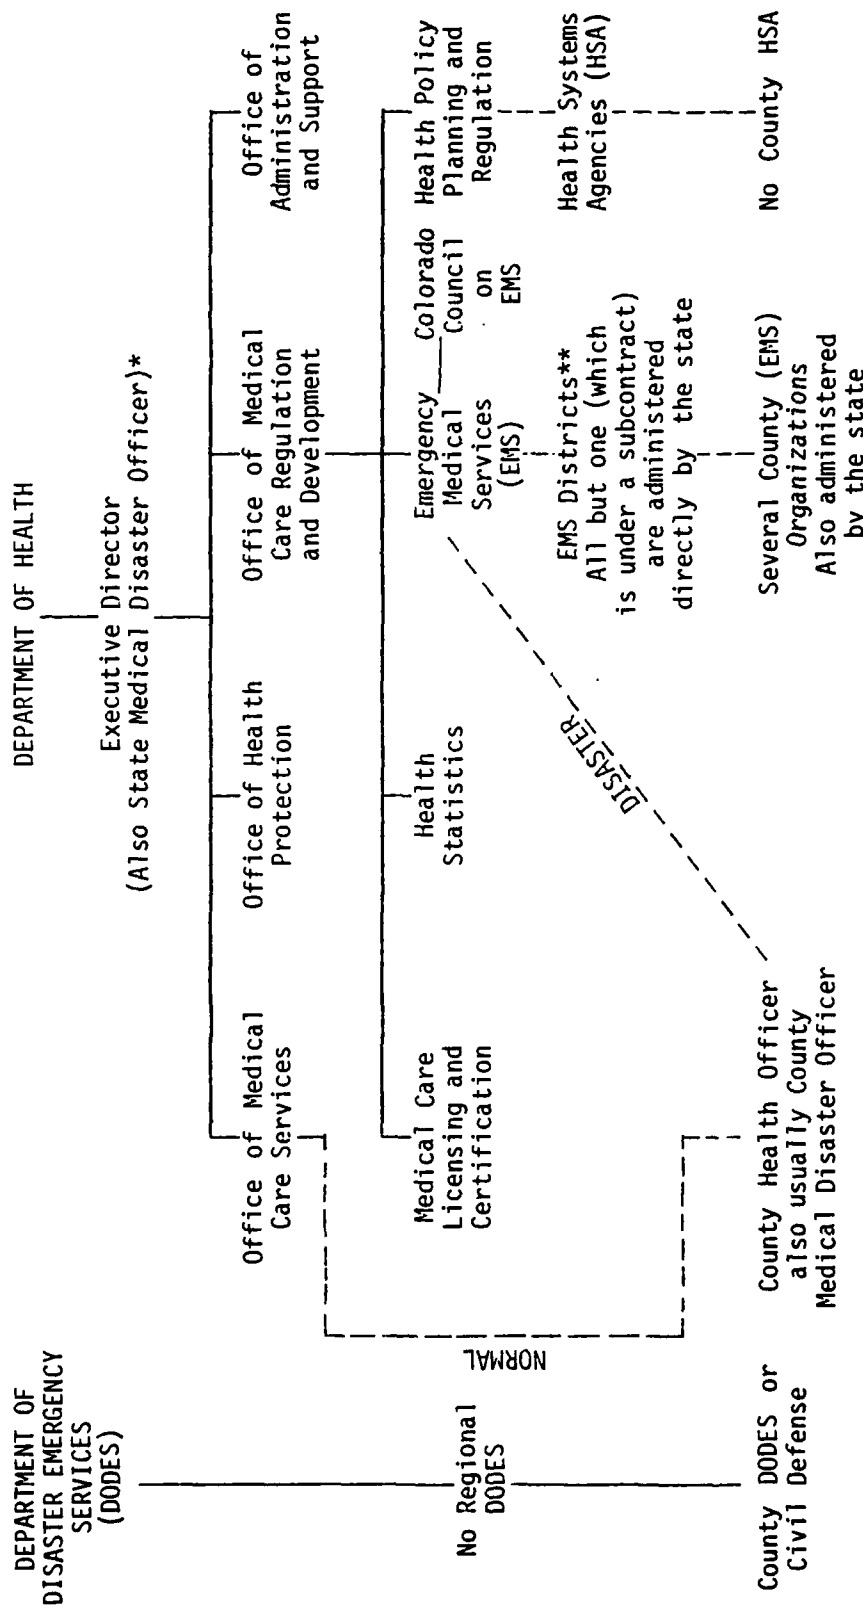 DEPARTMENT OF
DISASTER EMERGENCY
SERVICES
(DODES)
No Regional
DODES
County DODES or
Civil Defense
DEPARTMENT OF HEALTH
Executive Director
(Also State Medical Disaster Officer)*
Office of Medical
Care Services
Office of Health
Protection
Office of Medical
Care Regulation
and Development
Office of
Administration
and Support
Medical Care
Licensing and
Certification
Health
Statistics
Emergency
Medical
Services
(EMS)
Colorado
Council
on
EMS
Health Policy
Planning and
Regulation
NORMAL
DISASTER
EMS Districts**
All but one (which
is under a subcontract)
are administered
directly by the state
Health Systems
Agencies (HSA)
County Health Officer
also usually County
Medical Disaster Officer
Several County (EMS)
Organizations
Also administered
by the state
No County HSA